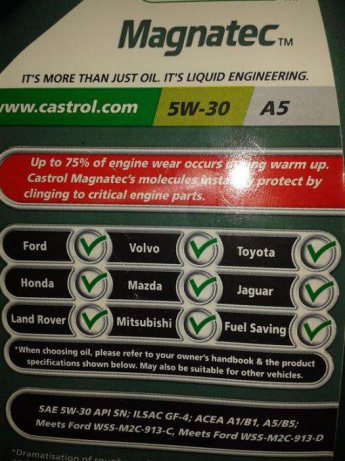 Magnatec TM
IT'S MORE THAN JUST OIL. IT'S LIQUID ENGINEERING.
www.castrol.com 5W-30 A5
Up to 75% of engine wear occurs during warm up.
Castrol Magnatec's molecules instantly protect by
clinging to critical engine parts.
Ford Volvo Toyota
Honda Mazda Jaguar
Land Rover Mitsubishi Fuel Saving
*When choosing oil, please refer to your owner's handbook & the product
specifications shown below. May also be suitable for other vehicles.
SAE 5W-30 API SN; ILSAC GF-4; ACEA A1/B1, A5/B5;
Meets Ford WSS-M2C-913-C, Meets Ford WSS-M2C-913-D
*Dramatisation of